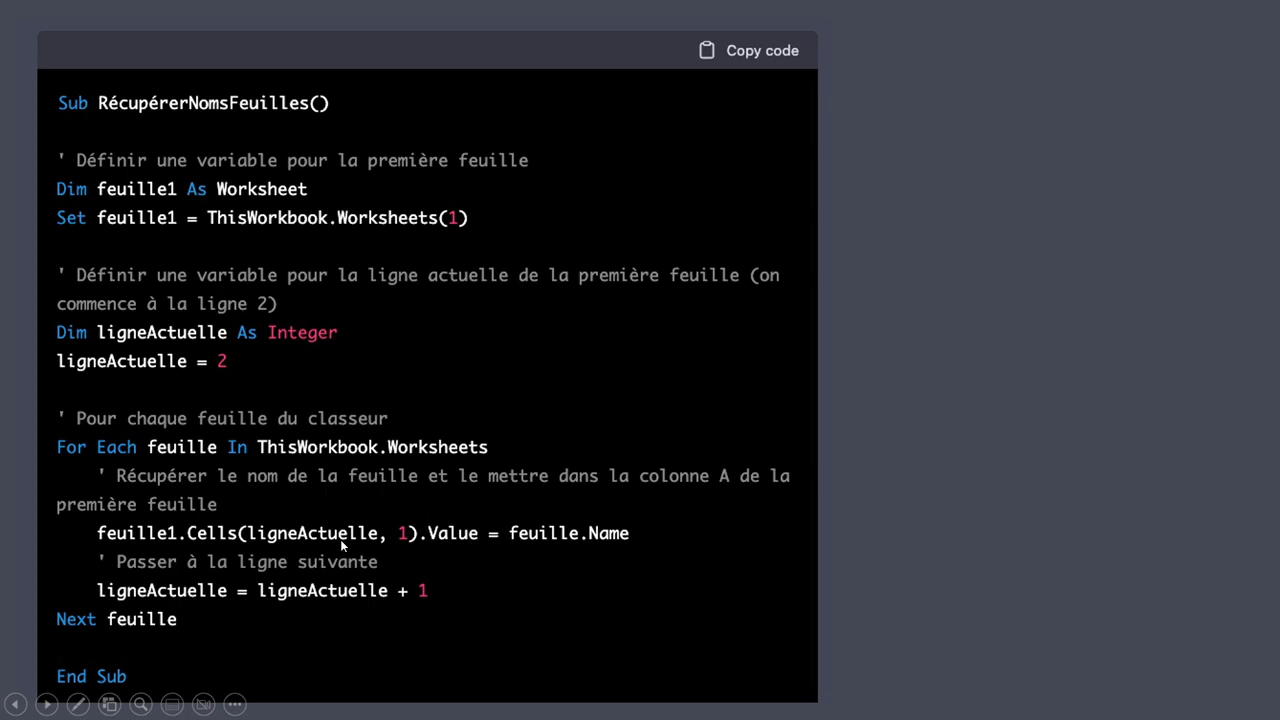 Copy code
Sub RécupérerNomsFeuilles()
' Définir une variable pour la première feuille
Dim feuille1 As Worksheet
Set feuille1 = ThisWorkbook.Worksheets(1)
' Définir une variable pour la ligne actuelle de la première feuille (on
commence à la ligne 2)
Dim ligneActuelle As Integer
ligneActuelle = 2
' Pour chaque feuille du classeur
For Each feuille In ThisWorkbook.Worksheets
' Récupérer le nom de la feuille et le mettre dans la colonne A de la
première feuille
feuille1.Cells(ligneActuelle, 1).Value = feuille.Name
' Passer à la ligne suivante
ligneActuelle = ligneActuelle + 1
Next feuille
End Sub